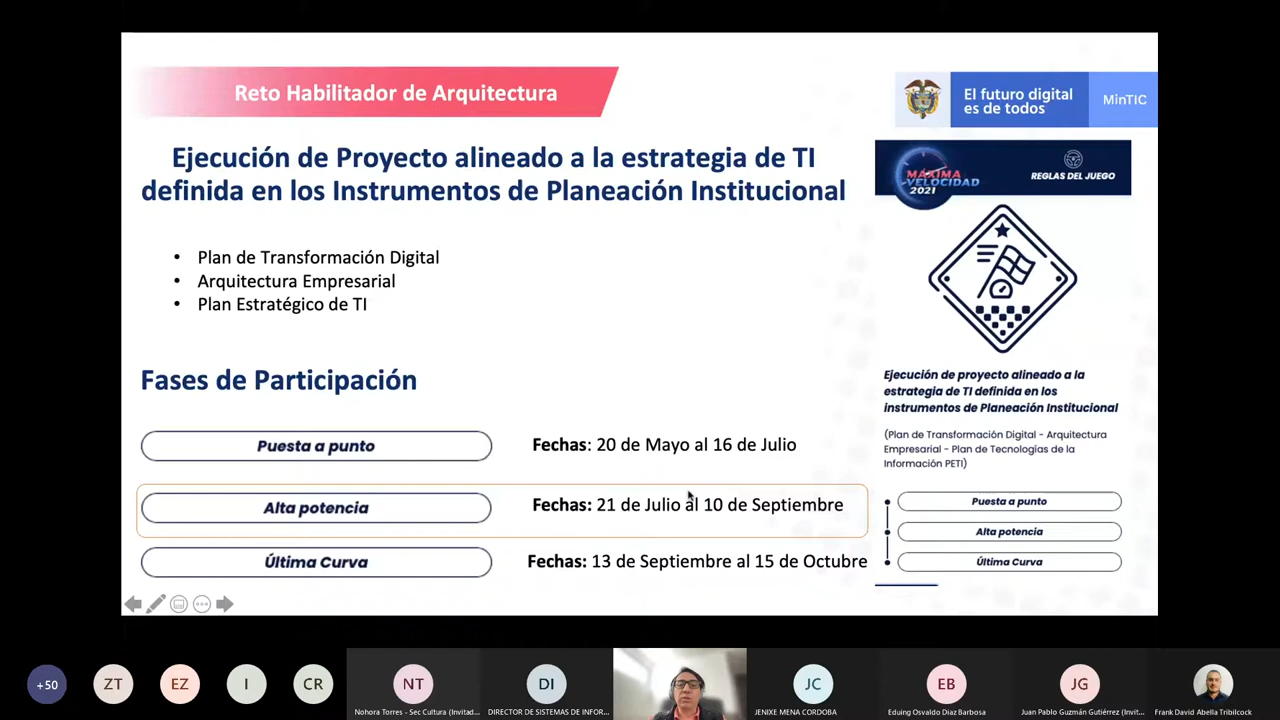 Reto Habilitador de Arquitectura
El futuro digital
es de todos
MinTIC
Ejecución de Proyecto alineado a la estrategia de TI
definida en los Instrumentos de Planeación Institucional
• Plan de Transformación Digital
• Arquitectura Empresarial
• Plan Estratégico de TI
Fases de Participación
Puesta a punto
Fechas: 20 de Mayo al 16 de Julio
Alta potencia
Fechas: 21 de Julio al 10 de Septiembre
Última Curva
Fechas: 13 de Septiembre al 15 de Octubre
MÁXIMA
VELOCIDAD
2021
REGLAS DEL JUEGO
Ejecución de proyecto alineado a la
estrategia de TI definida en los
instrumentos de Planeación Institucional
(Plan de Transformación Digital - Arquitectura
Empresarial - Plan de Tecnologías de la
Información PETI)
Puesta a punto
Alta potencia
Última Curva
+50
ZT
EZ
I
CR
NT
Nohora Torres - Sec Cultura (Invitad...
DI
DIRECTOR DE SISTEMAS DE INFOR...
JC
JENIXE MENA CORDOBA
EB
Eduing Osvaldo Diaz Barbosa
JG
Juan Pablo Guzmán Gutiérrez (Invit...
Frank David Abella Tribilcock